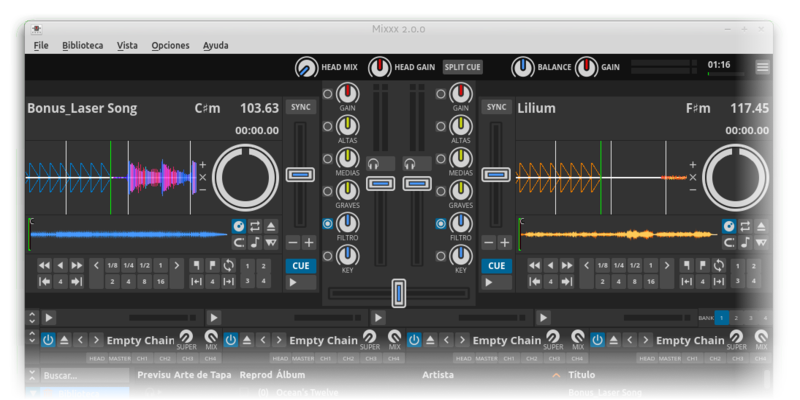 Mixxx 2.0.0
File Biblioteca Vista Opciones Ayuda
HEAD MIX HEAD GAIN SPLIT CUE BALANCE GAIN 01:16
Bonus_Laser Song C♯m 103.63 SYNC GAIN GAIN SYNC Lilium F♯m 117.45
00:00.00 ALTAS ALTAS 00:00.00
MEDIAS MEDIAS
GRAVES GRAVES
C C
FILTRO FILTRO
1/8 1/4 1/2 1 1 2 CUE KEY KEY CUE 1/8 1/4 1/2 1 1 2
4 2 4 8 16 4 3 4 4 2 4 8 16 4 3 4
BANK 1 2 3 4
Empty Chain SUPER MIX Empty Chain SUPER MIX Empty Chain SUPER MIX Empty Chain SUPER MIX
HEAD MASTER CH1 CH2 CH3 CH4 HEAD MASTER CH1 CH2 CH3 CH4 HEAD MASTER CH1 CH2 CH3 CH4 HEAD MASTER CH1 CH2 CH3 CH4
Buscar... Previsu Arte de Tapa Reprod Álbum Artista Título
Ocean's Twelve Bonus_Laser Song